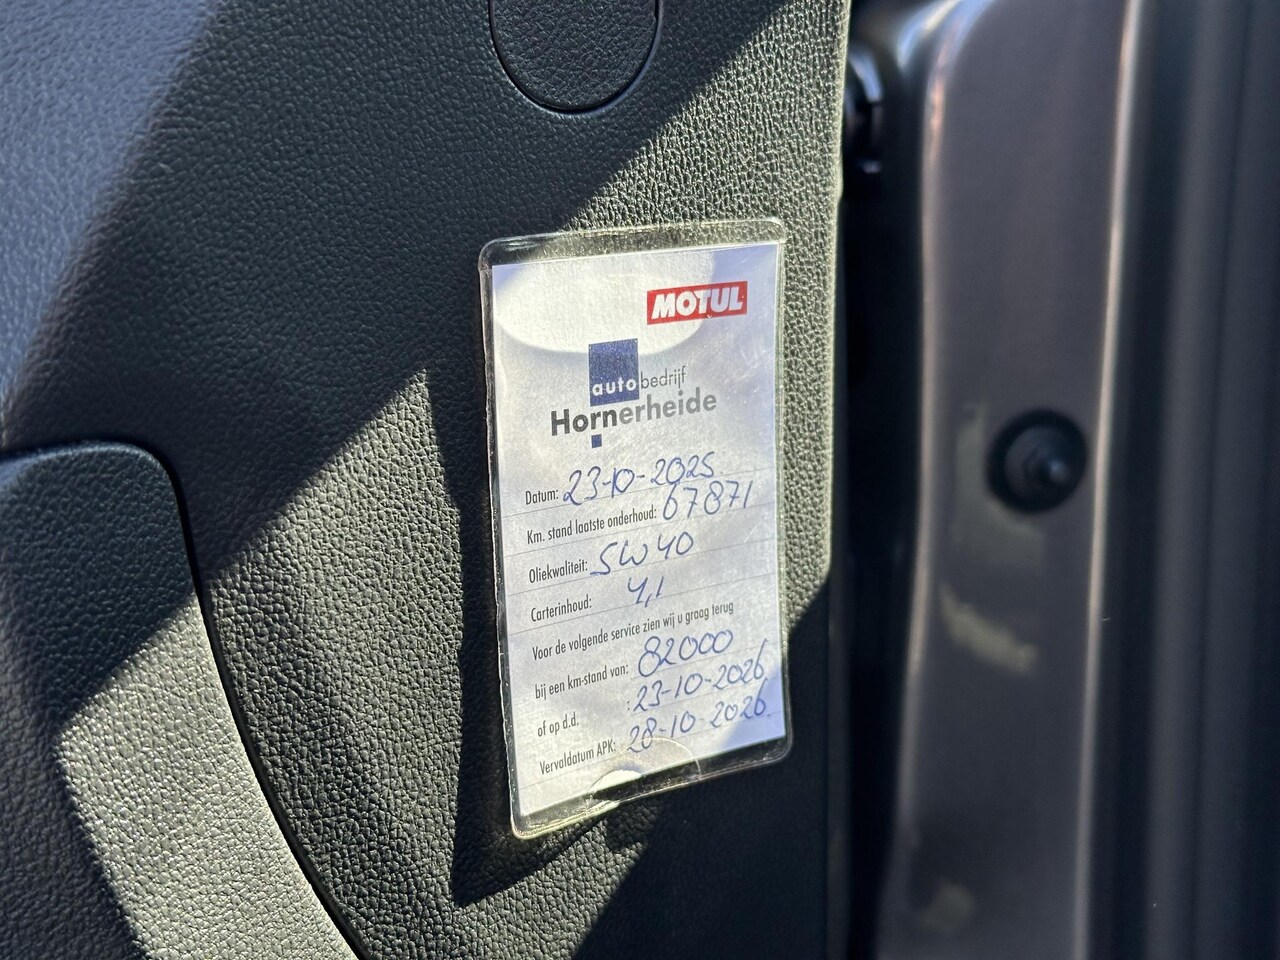 MOTUL
autobedrijf
Hornerheide
Datum: 23-10-2025
Km. stand laatste onderhoud: 67871
Oliekwaliteit: 5W40
Carterinhoud: 4,1
Voor de volgende service zien wij u graag terug
bij een km-stand van: 82000
of op d.d. : 23-10-2026
Vervaldatum APK: 28-10-2026